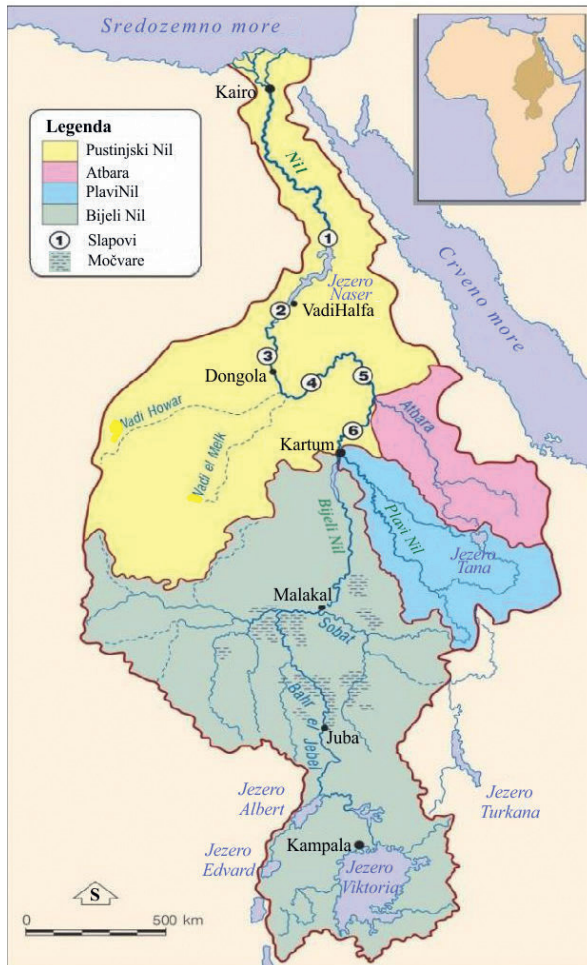 Sredozemno more
Kairo
Legenda
Pustinjski Nil
Atbara
PlaviNil
Bijeli Nil
1 Slapovi
Močvare
Nil
1
Jezero
Naser
Crveno more
2
VadiHalfa
3
Dongola
4
5
Vadi Howar
Vadi el Melk
6
Atbara
Kartum
Bijeli Nil
Plavi Nil
Jezero
Tana
Malakal
Sobat
Bahr el Jebel
Juba
Jezero
Albert
Jezero
Turkana
Jezero
Edvard
Kampala
Jezero
Viktoria
S
0 500 km